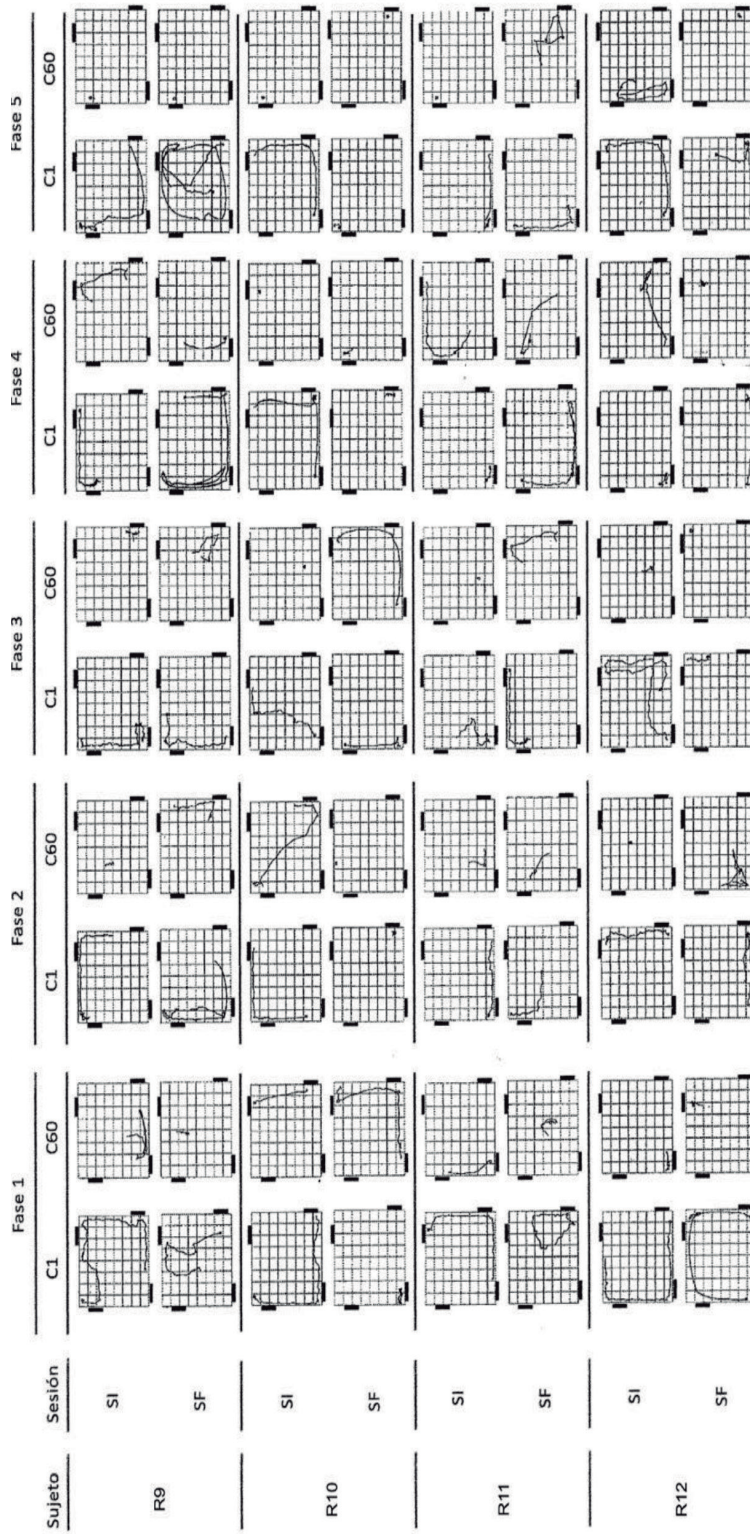 Fase 1 Fase 2 Fase 3 Fase 4 Fase 5
Sujeto Sesión C1 C60 C1 C60 C1 C60 C1 C60 C1 C60
SI
R9
SF
SI
R10
SF
SI
R11
SF
SI
R12
SF